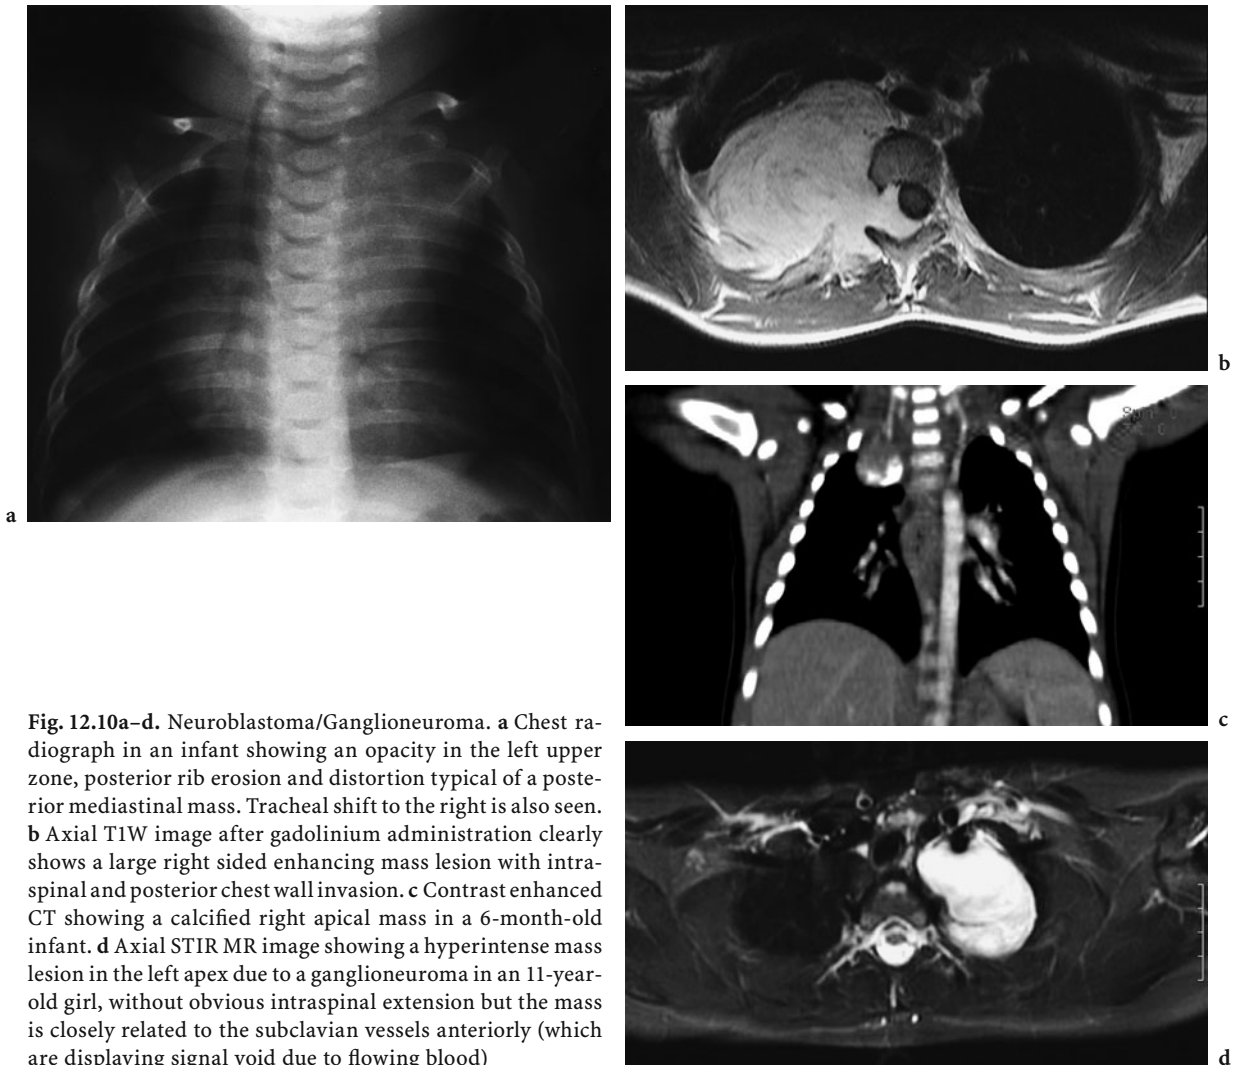 a
b
c
d
Fig. 12.10a–d. Neuroblastoma/Ganglioneuroma. a Chest ra-
diograph in an infant showing an opacity in the left upper
zone, posterior rib erosion and distortion typical of a poste-
rior mediastinal mass. Tracheal shift to the right is also seen.
b Axial T1W image after gadolinium administration clearly
shows a large right sided enhancing mass lesion with intra-
spinal and posterior chest wall invasion. c Contrast enhanced
CT showing a calcified right apical mass in a 6-month-old
infant. d Axial STIR MR image showing a hyperintense mass
lesion in the left apex due to a ganglioneuroma in an 11-year-
old girl, without obvious intraspinal extension but the mass
is closely related to the subclavian vessels anteriorly (which
are displaying signal void due to flowing blood)